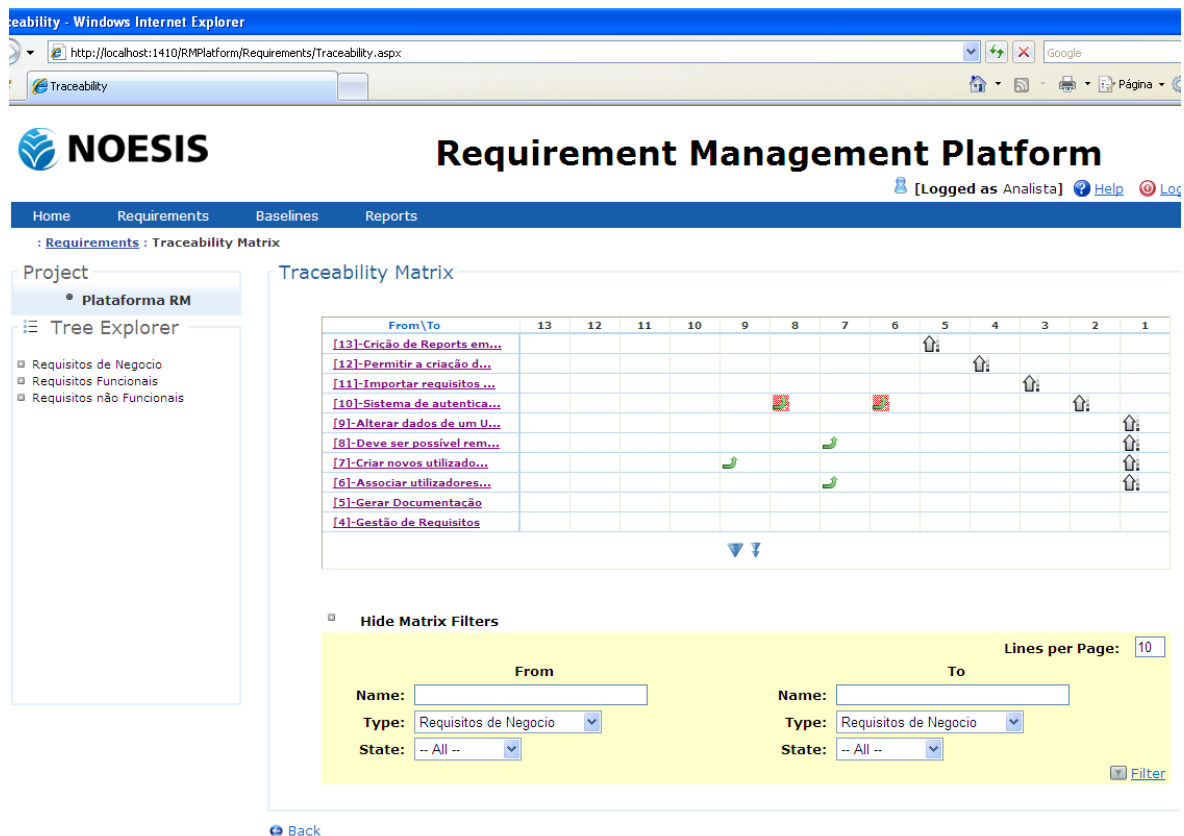 eability - Windows Internet Explorer
http://localhost:1410/RMPlatform/Requirements/Traceability.aspx
Google
Traceability
Página
NOESIS
Requirement Management Platform
[Logged as Analista] Help Log
Home Requirements Baselines Reports
: Requirements : Traceability Matrix
Project
Plataforma RM
Tree Explorer
Requisitos de Negocio
Requisitos Funcionais
Requisitos não Funcionais
Traceability Matrix
From\To 13 12 11 10 9 8 7 6 5 4 3 2 1
[13]-Crição de Reports em...
[12]-Permitir a criação d...
[11]-Importar requisitos ...
[10]-Sistema de autentica...
[9]-Alterar dados de um U...
[8]-Deve ser possível rem...
[7]-Criar novos utilizado...
[6]-Associar utilizadores...
[5]-Gerar Documentação
[4]-Gestão de Requisitos
Hide Matrix Filters
Lines per Page: 10
From To
Name: Name:
Type: Requisitos de Negocio Type: Requisitos de Negocio
State: -- All -- State: -- All --
Filter
Back